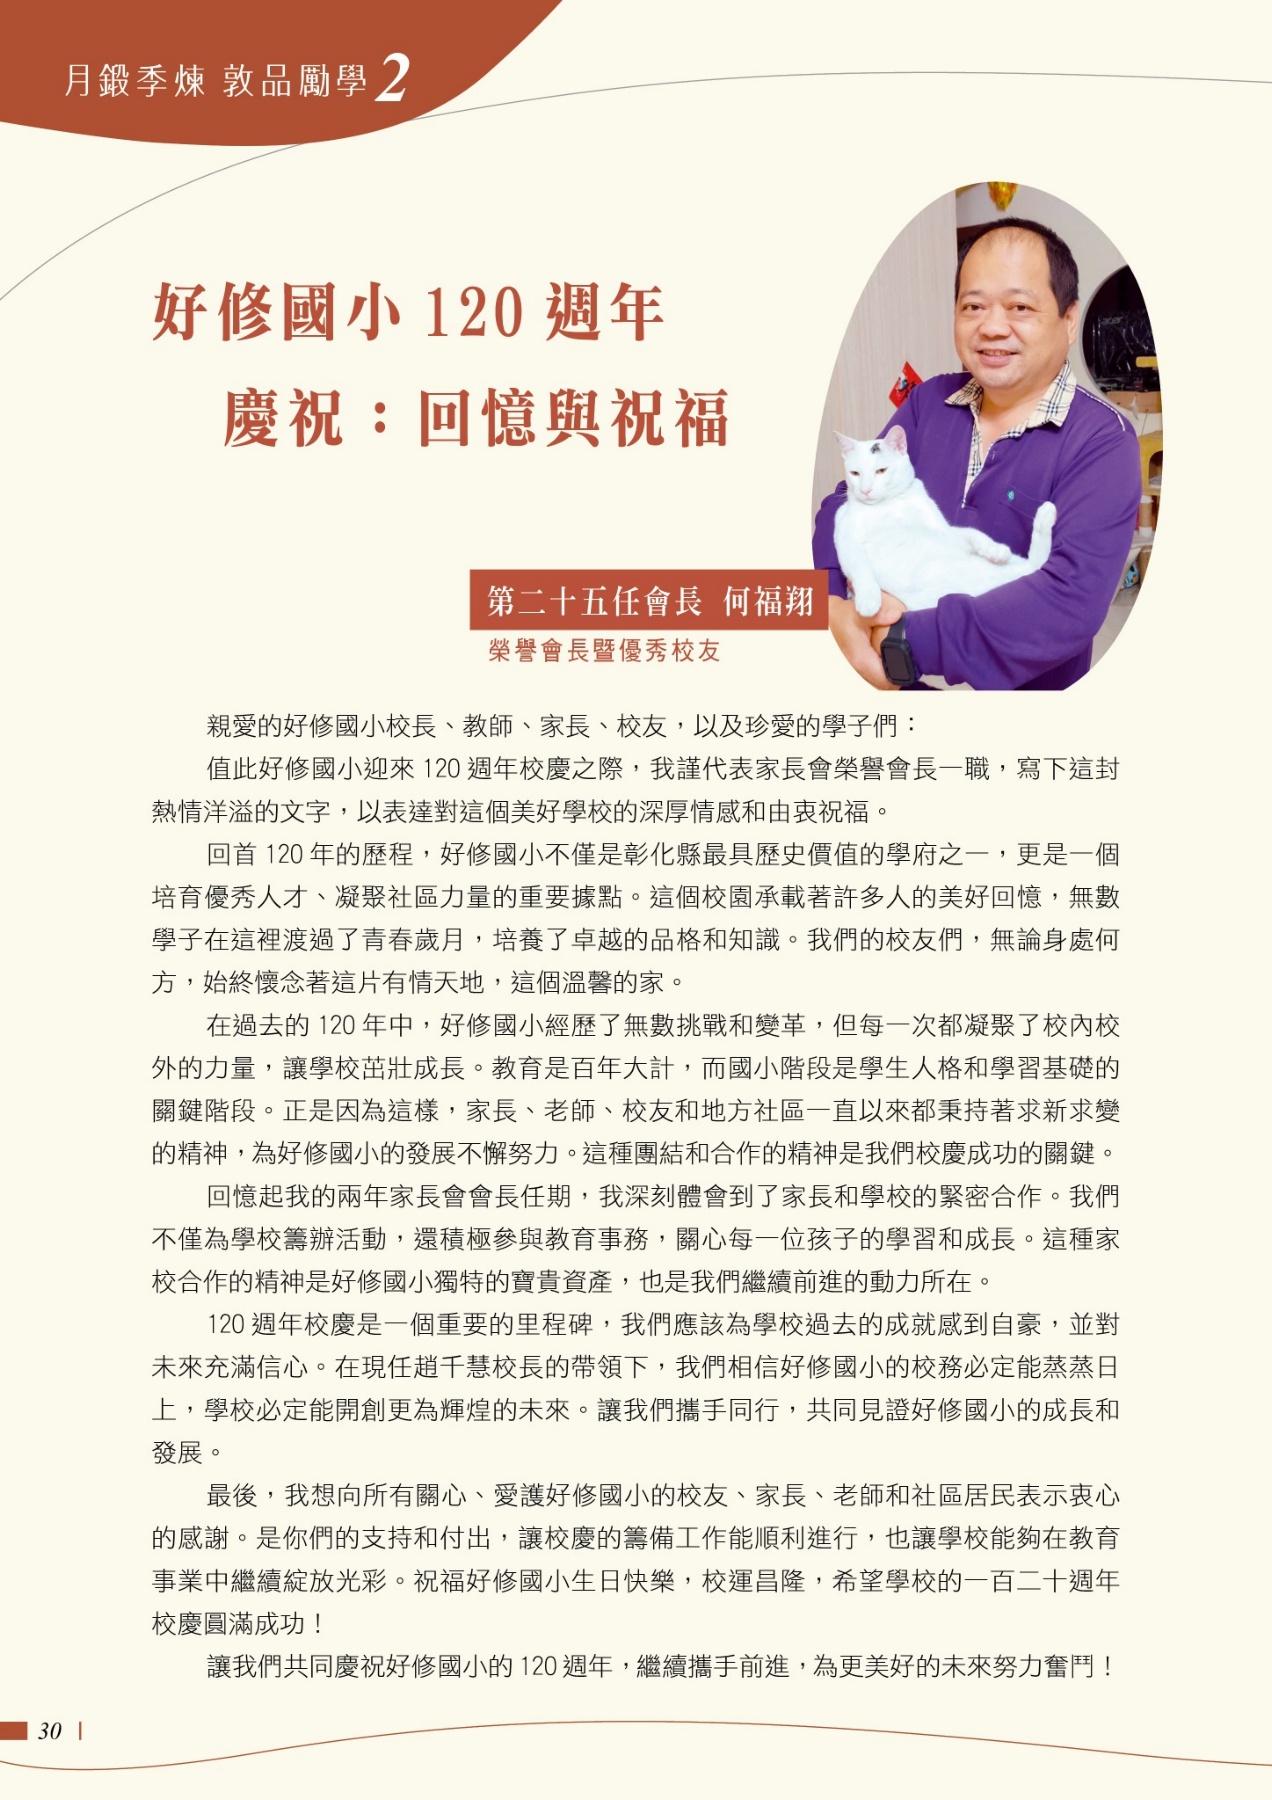 月鍛季煉 敦品勵學2
好修國小120週年
慶祝：回憶與祝福
第二十五任會長 何福翔
榮譽會長暨優秀校友
親愛的好修國小校長、教師、家長、校友，以及珍愛的學子們：
值此好修國小迎來120週年校慶之際，我謹代表家長會榮譽會長一職，寫下這封
熱情洋溢的文字，以表達對這個美好學校的深厚情感和由衷祝福。
回首120年的歷程，好修國小不僅是彰化縣最具歷史價值的學府之一，更是一個
培育優秀人才、凝聚社區力量的重要據點。這個校園承載著許多人的美好回憶，無數
學子在這裡渡過了青春歲月，培養了卓越的品格和知識。我們的校友們，無論身處何
方，始終懷念著這片有情天地，這個溫馨的家。
在過去的120年中，好修國小經歷了無數挑戰和變革，但每一次都凝聚了校內校
外的力量，讓學校茁壯成長。教育是百年大計，而國小階段是學生人格和學習基礎的
關鍵階段。正是因為這樣，家長、老師、校友和地方社區一直以來都秉持著求新求變
的精神，為好修國小的發展不懈努力。這種團結和合作的精神是我們校慶成功的關鍵。
回憶起我的兩年家長會會長任期，我深刻體會到了家長和學校的緊密合作。我們
不僅為學校籌辦活動，還積極參與教育事務，關心每一位孩子的學習和成長。這種家
校合作的精神是好修國小獨特的寶貴資產，也是我們繼續前進的動力所在。
120週年校慶是一個重要的里程碑，我們應該為學校過去的成就感到自豪，並對
未來充滿信心。在現任趙千慧校長的帶領下，我們相信好修國小的校務必定能蒸蒸日
上，學校必定能開創更為輝煌的未來。讓我們攜手同行，共同見證好修國小的成長和
發展。
最後，我想向所有關心、愛護好修國小的校友、家長、老師和社區居民表示衷心
的感謝。是你們的支持和付出，讓校慶的籌備工作能順利進行，也讓學校能夠在教育
事業中繼續綻放光彩。祝福好修國小生日快樂，校運昌隆，希望學校的一百二十週年
校慶圓滿成功！
讓我們共同慶祝好修國小的120週年，繼續攜手前進，為更美好的未來努力奮鬥！
30